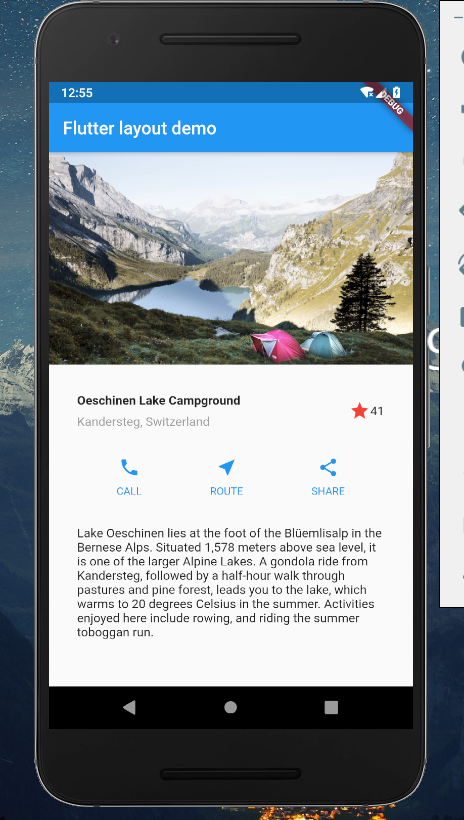 12:55
DEBUG
Flutter layout demo
Oeschinen Lake Campground
41
Kandersteg, Switzerland
CALL ROUTE SHARE
Lake Oeschinen lies at the foot of the Blüemlisalp in the
Bernese Alps. Situated 1,578 meters above sea level, it
is one of the larger Alpine Lakes. A gondola ride from
Kandersteg, followed by a half-hour walk through
pastures and pine forest, leads you to the lake, which
warms to 20 degrees Celsius in the summer. Activities
enjoyed here include rowing, and riding the summer
toboggan run.